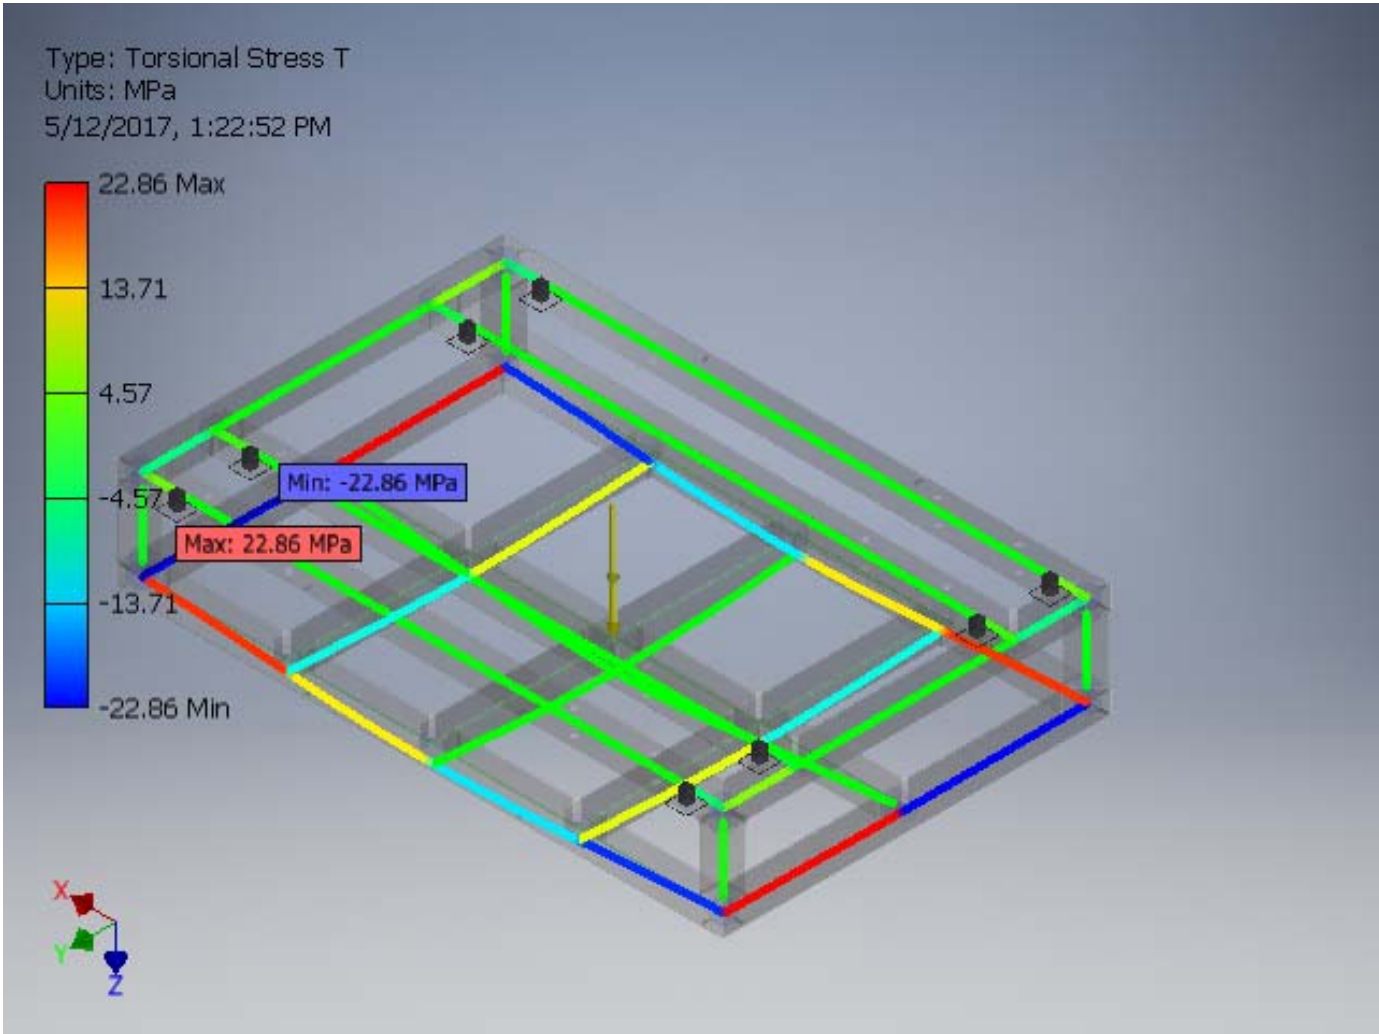 Type: Torsional Stress T
Units: MPa
5/12/2017, 1:22:52 PM
22.86 Max
13.71
4.57
-4.57
-13.71
-22.86 Min
Min: -22.86 MPa
Max: 22.86 MPa
X
Y
Z